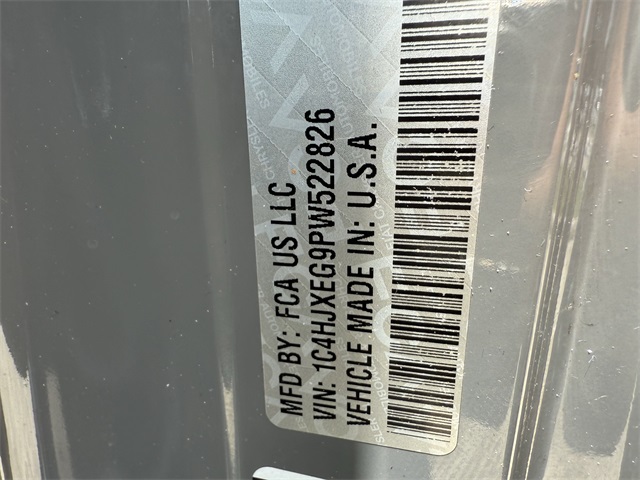 MFD BY: FCA US LLC
VIN: 1C4HJXEG9PW522826
VEHICLE MADE IN: U.S.A.